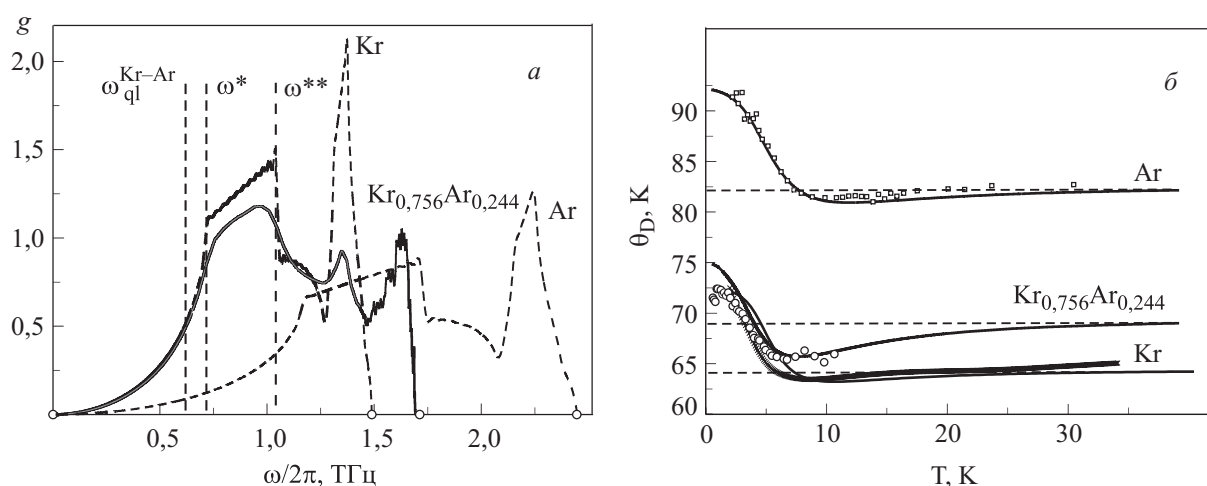 g
2,0
1,5
1,0
0,5
ω_ql^Kr–Ar
ω*
ω**
Kr
a
Kr0,756Ar0,244
Ar
0,5 1,0 1,5 2,0
ω/2π, ТГц
б
θD, K
90
85
80
75
70
65
60
Ar
Kr0,756Ar0,244
Kr
0 10 20 30
T, K